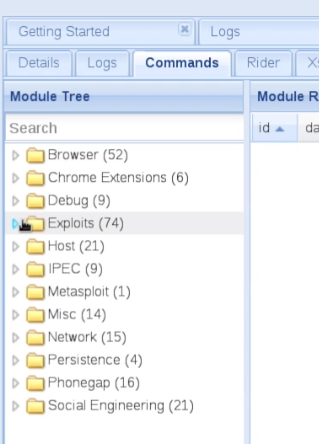 Getting Started Logs
Details Logs Commands Rider
Module Tree Module R
Search id da
Browser (52)
Chrome Extensions (6)
Debug (9)
Exploits (74)
Host (21)
IPEC (9)
Metasploit (1)
Misc (14)
Network (15)
Persistence (4)
Phonegap (16)
Social Engineering (21)